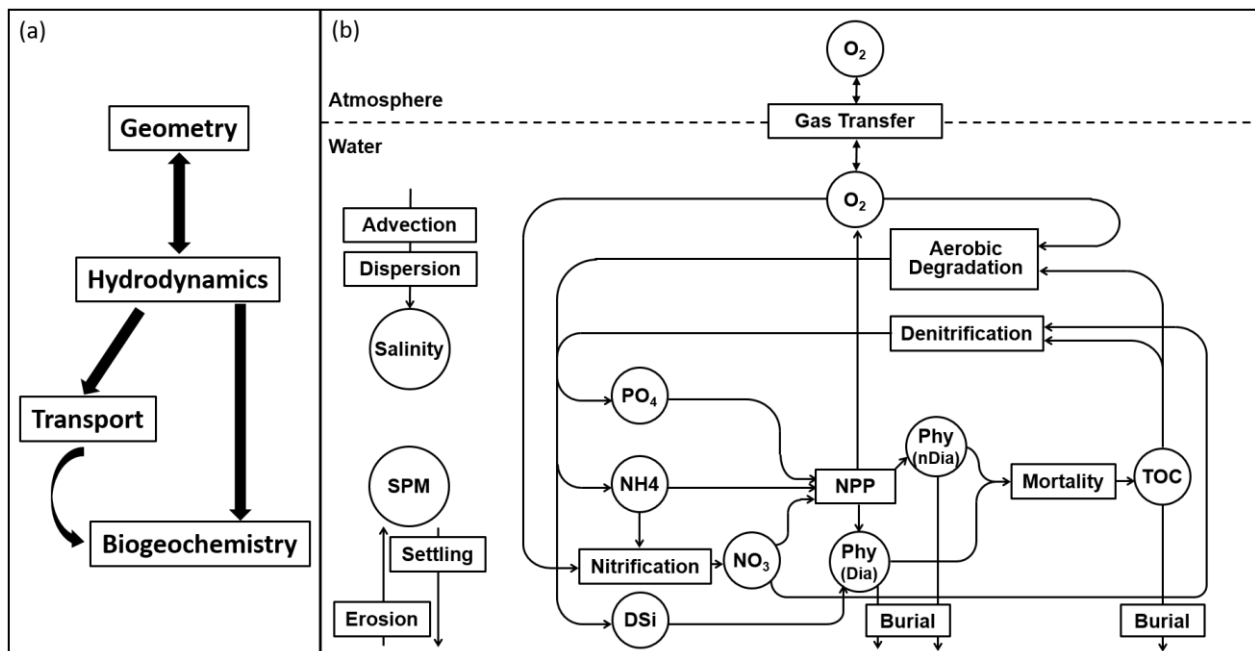 (a)
Geometry
Hydrodynamics
Transport
Biogeochemistry
(b)
O₂
Atmosphere
Gas Transfer
Water
O₂
Advection
Dispersion
Salinity
SPM
Settling
Erosion
Aerobic
Degradation
Denitrification
PO₄
NH4
Nitrification
NO₃
DSi
NPP
Phy
(nDia)
Phy
(Dia)
Mortality
TOC
Burial
Burial